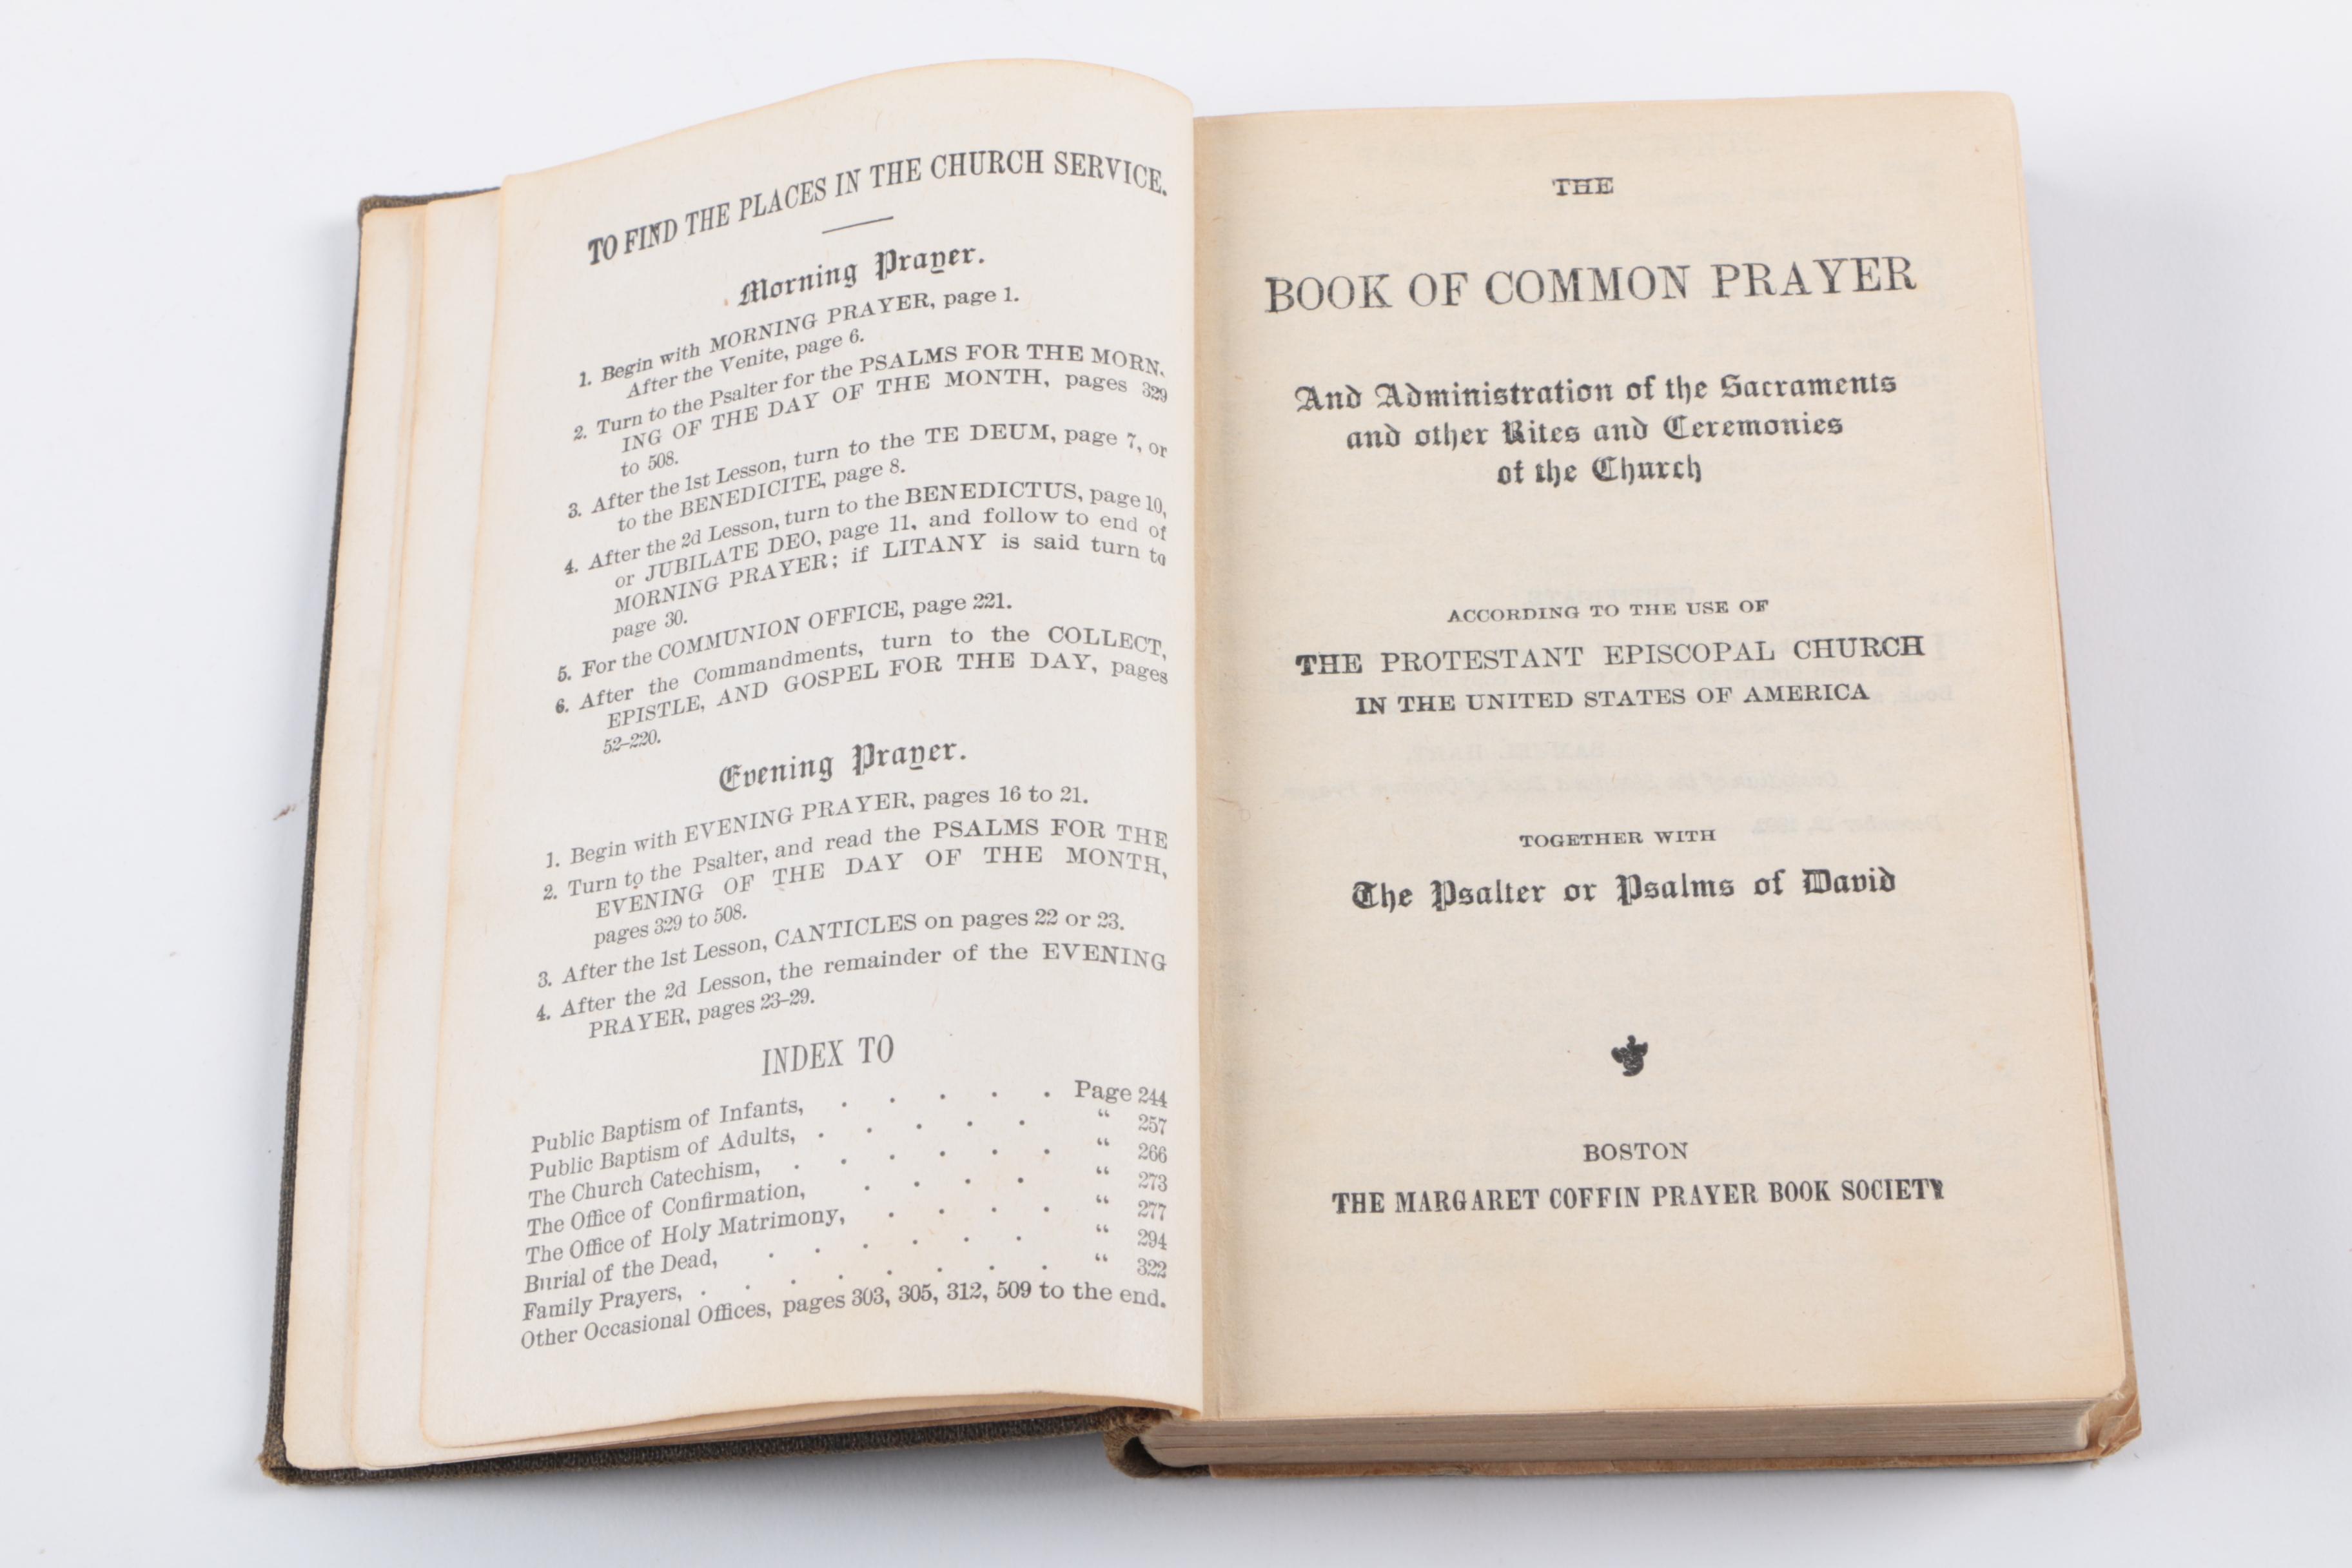 TO FIND THE PLACES IN THE CHURCH SERVICE.
Morning Prayer.
1. Begin with MORNING PRAYER, page 1.
After the Venite, page 6.
2. Turn to the Psalter for the PSALMS FOR THE MORN-
ING OF THE DAY OF THE MONTH, pages 329
to 508.
3. After the 1st Lesson, turn to the TE DEUM, page 7, or
to the BENEDICITE, page 8.
4. After the 2d Lesson, turn to the BENEDICTUS, page 10,
or JUBILATE DEO, page 11, and follow to end of
MORNING PRAYER; if LITANY is said turn to
page 30.
5. For the COMMUNION OFFICE, page 221.
6. After the Commandments, turn to the COLLECT,
EPISTLE, AND GOSPEL FOR THE DAY, pages
52–220.
Evening Prayer.
1. Begin with EVENING PRAYER, pages 16 to 21.
2. Turn to the Psalter, and read the PSALMS FOR THE
EVENING OF THE DAY OF THE MONTH,
pages 329 to 508.
3. After the 1st Lesson, CANTICLES on pages 22 or 23.
4. After the 2d Lesson, the remainder of the EVENING
PRAYER, pages 23–29.
INDEX TO
Public Baptism of Infants, . . . . . Page 244
Public Baptism of Adults, . . . . . “ 257
The Church Catechism, . . . . . . “ 266
The Office of Confirmation, . . . . “ 273
The Office of Holy Matrimony, . . . . “ 277
Burial of the Dead, . . . . . . “ 294
Family Prayers, . . . . . . . . “ 322
Other Occasional Offices, pages 303, 305, 312, 509 to the end.
THE
BOOK OF COMMON PRAYER
And Administration of the Sacraments
and other Rites and Ceremonies
of the Church
ACCORDING TO THE USE OF
THE PROTESTANT EPISCOPAL CHURCH
IN THE UNITED STATES OF AMERICA
TOGETHER WITH
The Psalter or Psalms of David
BOSTON
THE MARGARET COFFIN PRAYER BOOK SOCIETY